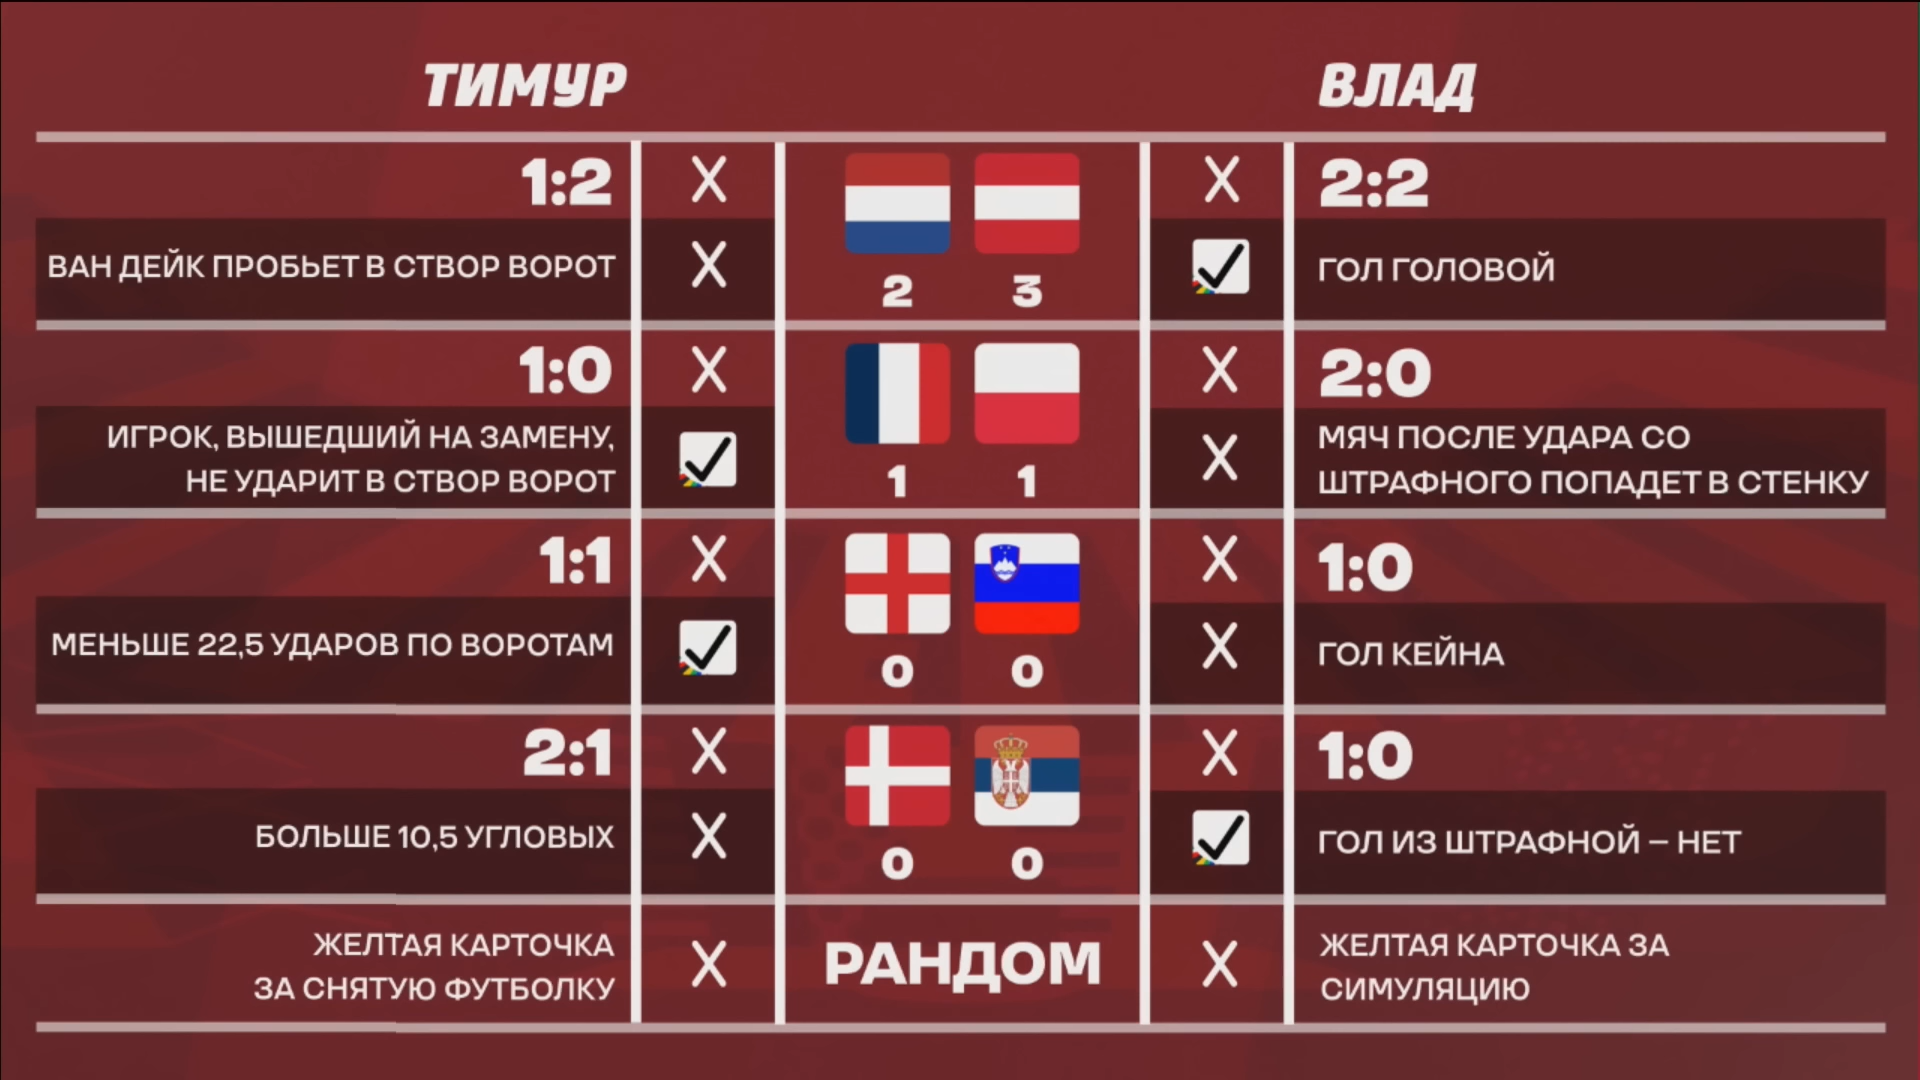 ТИМУР
ВЛАД
1:2
X
X
2:2
ВАН ДЕЙК ПРОБЬЕТ В СТВОР ВОРОТ
X
2 3
ГОЛ ГОЛОВОЙ
1:0
X
X
2:0
ИГРОК, ВЫШЕДШИЙ НА ЗАМЕНУ,
НЕ УДАРИТ В СТВОР ВОРОТ
1 1
X
МЯЧ ПОСЛЕ УДАРА СО
ШТРАФНОГО ПОПАДЕТ В СТЕНКУ
1:1
X
X
1:0
МЕНЬШЕ 22,5 УДАРОВ ПО ВОРОТАМ
0 0
X
ГОЛ КЕЙНА
2:1
X
X
1:0
БОЛЬШЕ 10,5 УГЛОВЫХ
X
0 0
ГОЛ ИЗ ШТРАФНОЙ – НЕТ
ЖЕЛТАЯ КАРТОЧКА
ЗА СНЯТУЮ ФУТБОЛКУ
X
РАНДОМ
X
ЖЕЛТАЯ КАРТОЧКА ЗА
СИМУЛЯЦИЮ